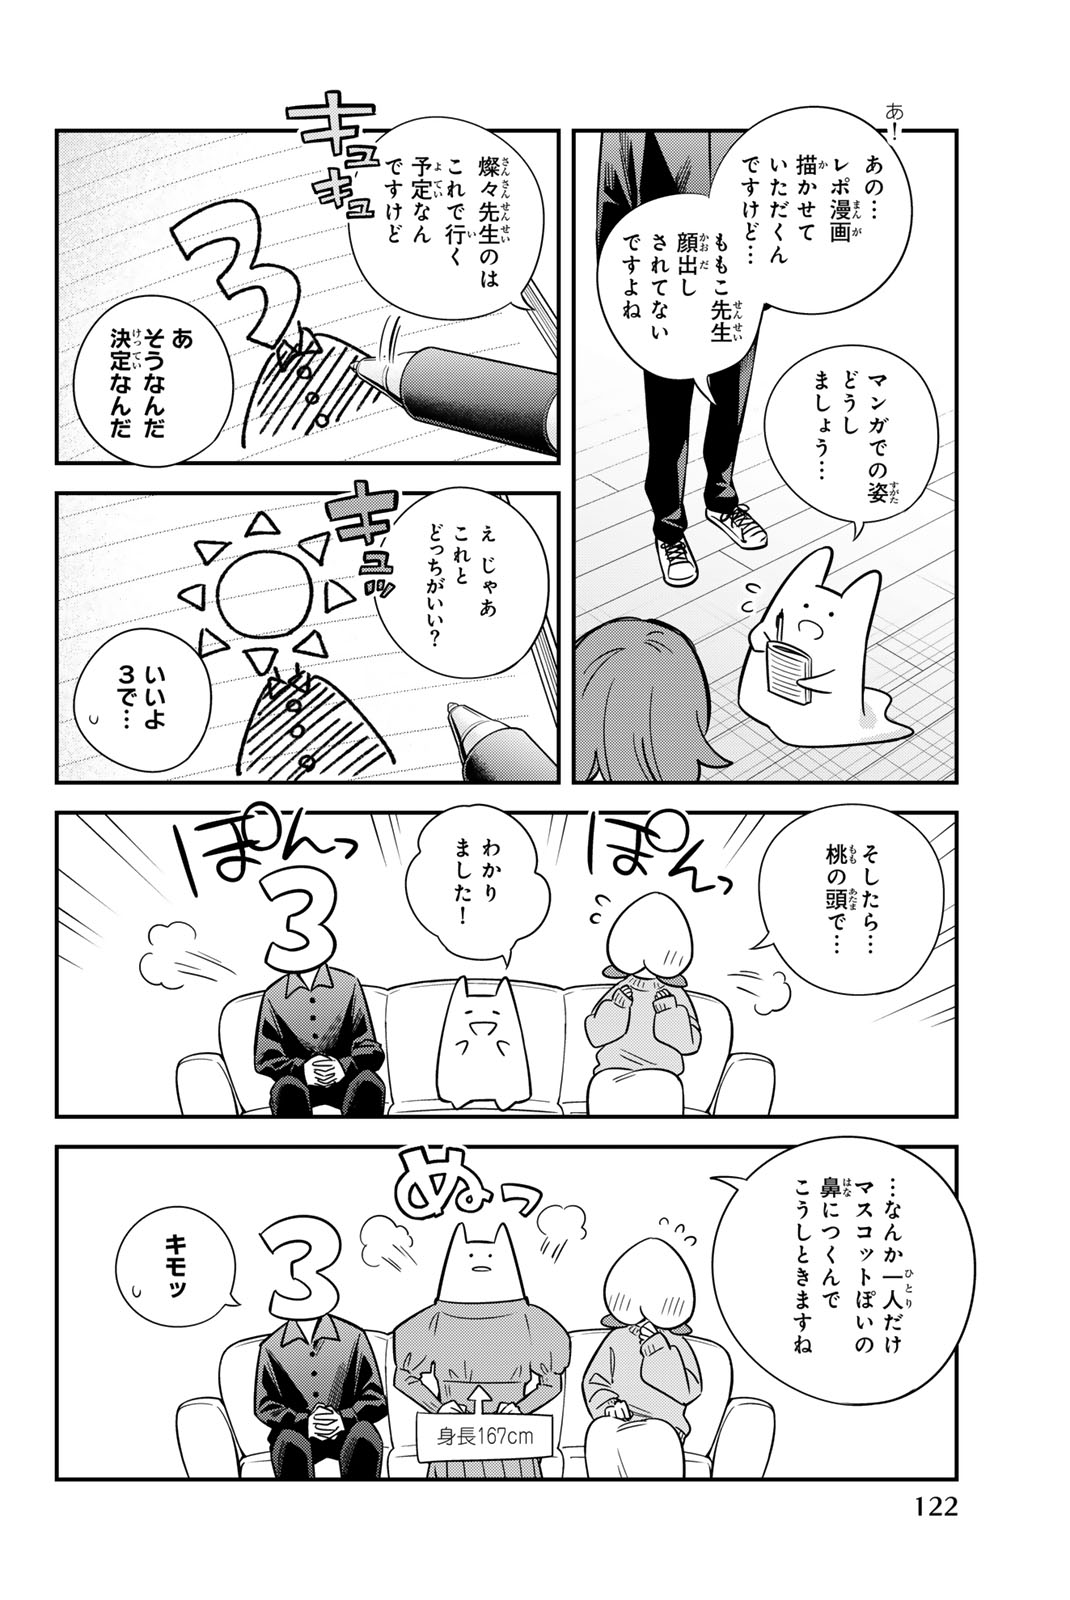 あ！
あの…
レポ漫画
描かせて
いただくん
ですけど…
ももこ先生
顔出し
されてない
ですよね
マンガでの姿
どうし
ましょう…
キュキュ
燦々先生のは
これで行く
予定なん
ですけど
3
あ
そうなんだ
決定なんだ
キュッ
え じゃあ
これと
どっちがいい？
いいよ
3で…
そしたら…
桃の頭で…
ぽんっ
わかり
ました！
ぽんっ
3
…なんか一人だけ
マスコットぽいの
鼻につくんで
こうしときますね
ぬっ
身長167cm
3
キモッ
122